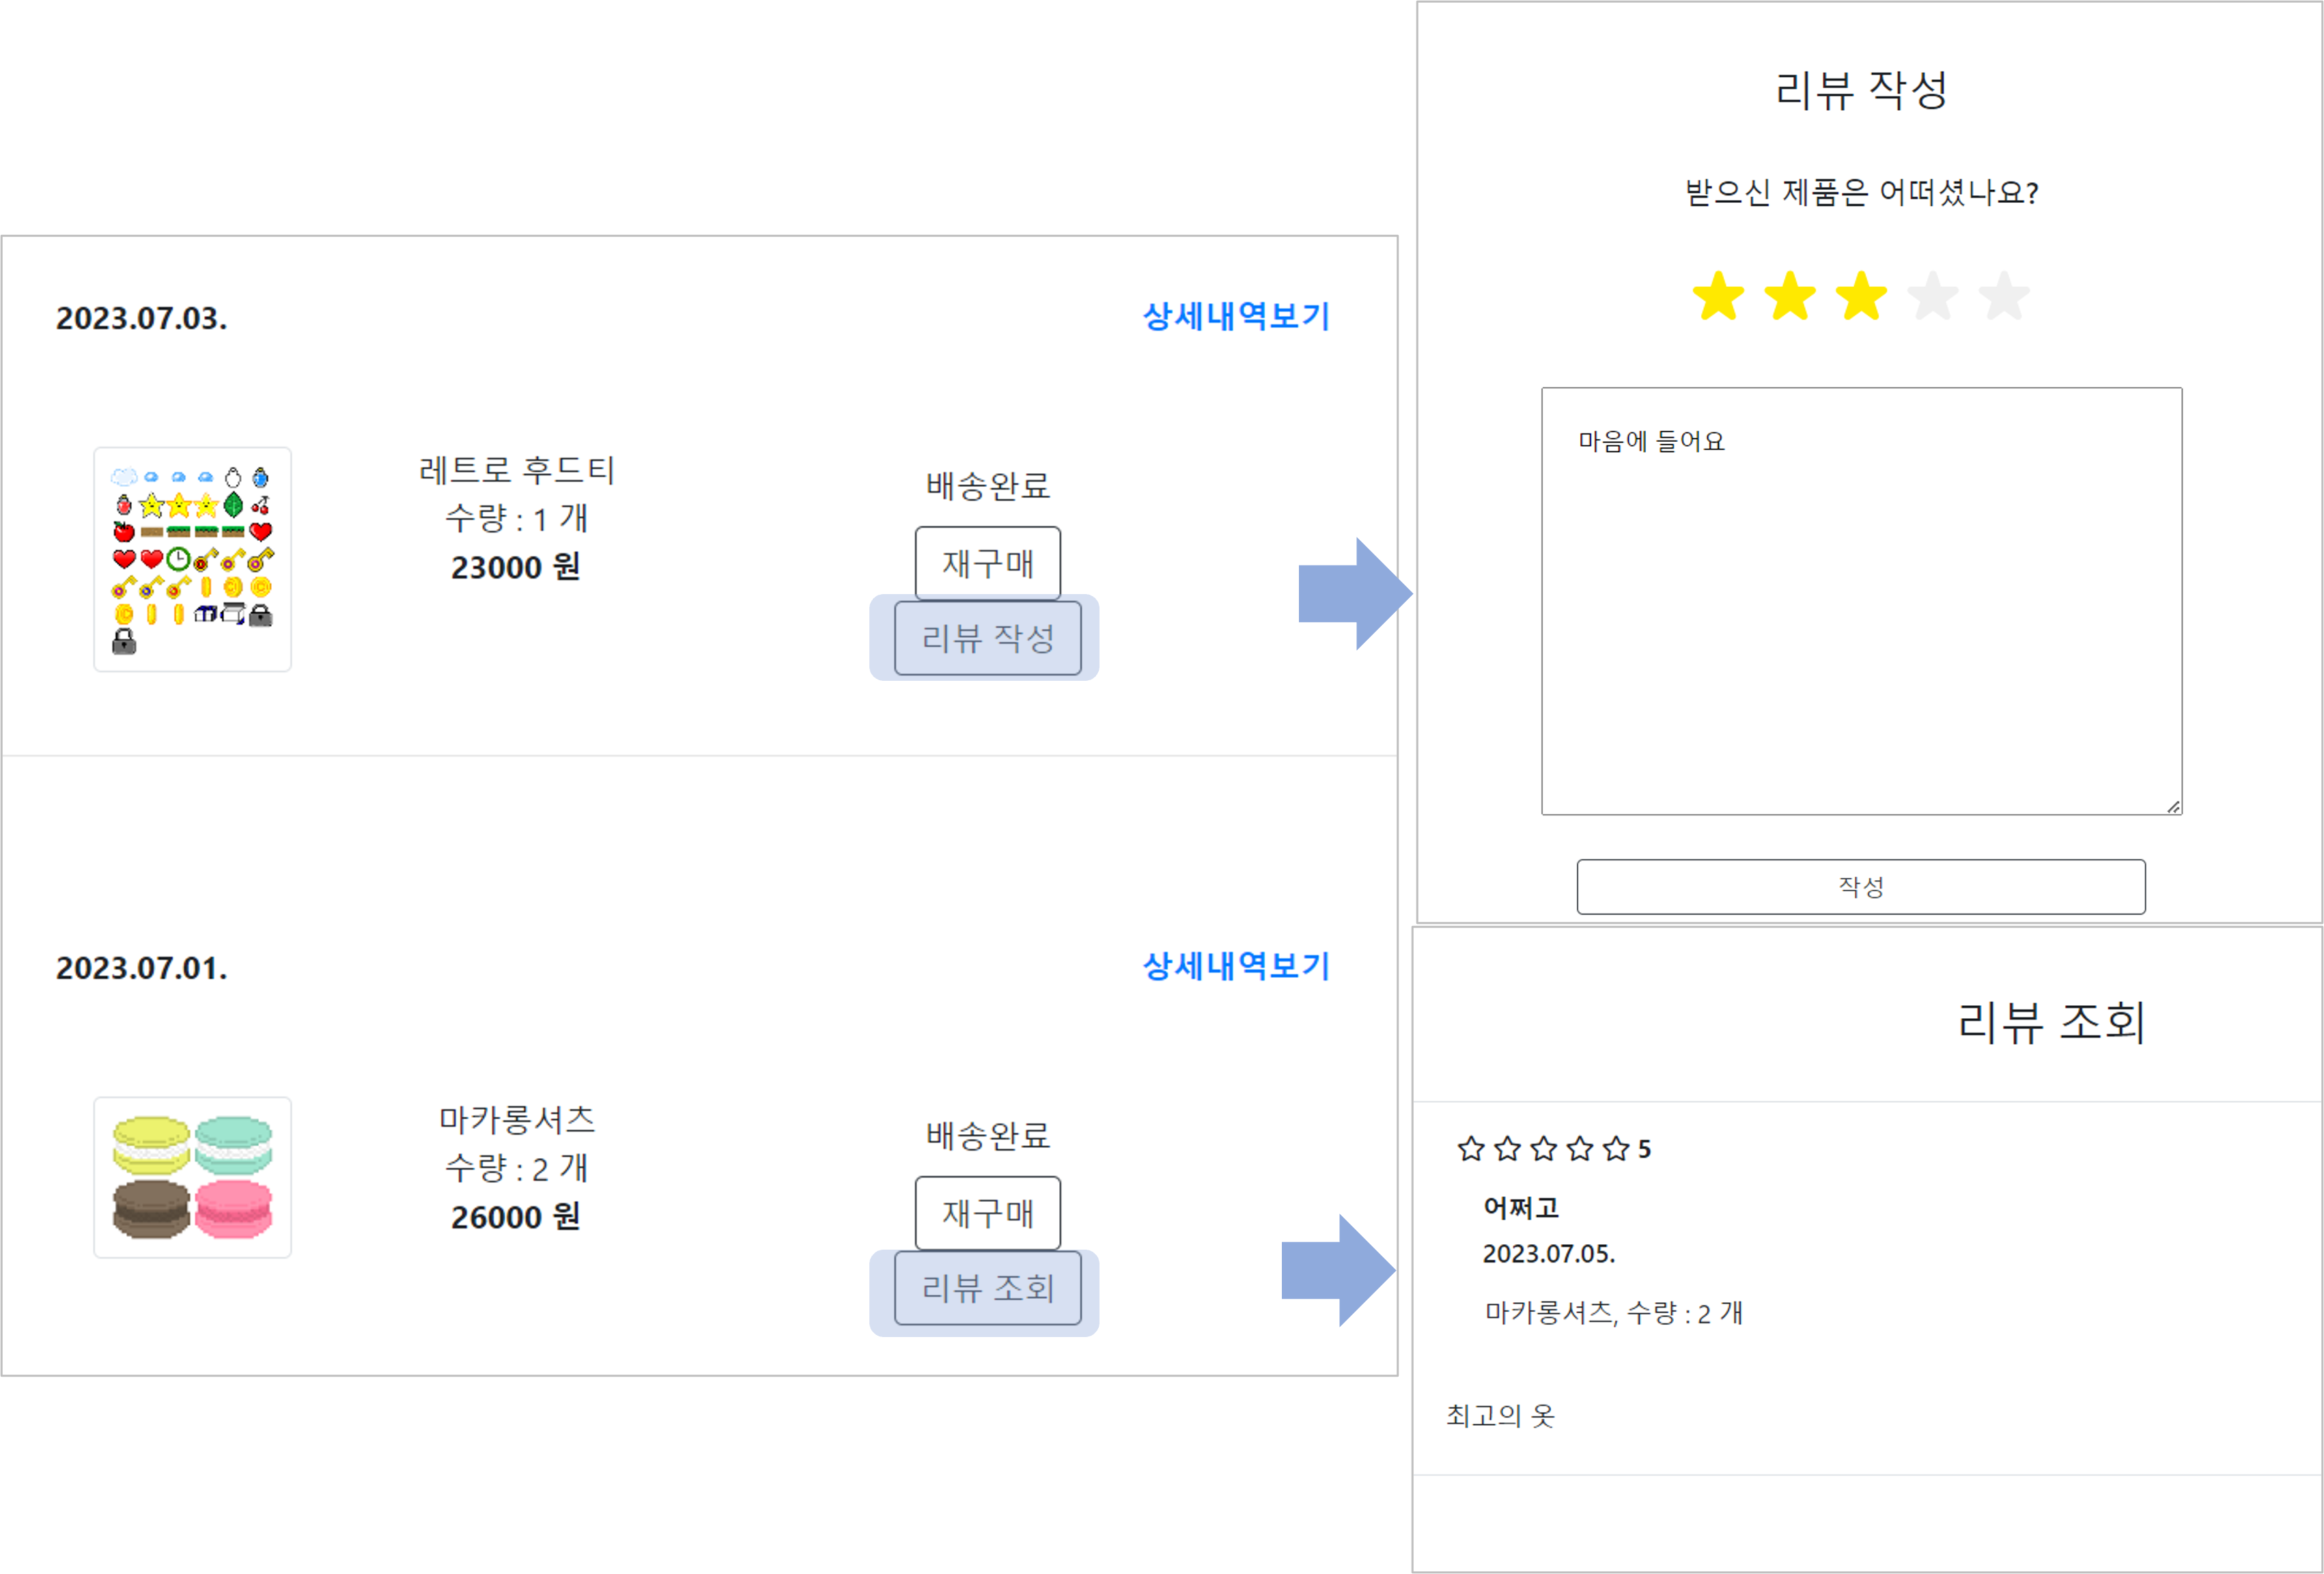 2023.07.03.
상세내역보기
레트로 후드티
수량 : 1 개
23000 원
배송완료
재구매
리뷰 작성
2023.07.01.
상세내역보기
마카롱셔츠
수량 : 2 개
26000 원
배송완료
재구매
리뷰 조회
리뷰 작성
받으신 제품은 어떠셨나요?
마음에 들어요
작성
리뷰 조회
5
어쩌고
2023.07.05.
마카롱셔츠, 수량 : 2 개
최고의 옷